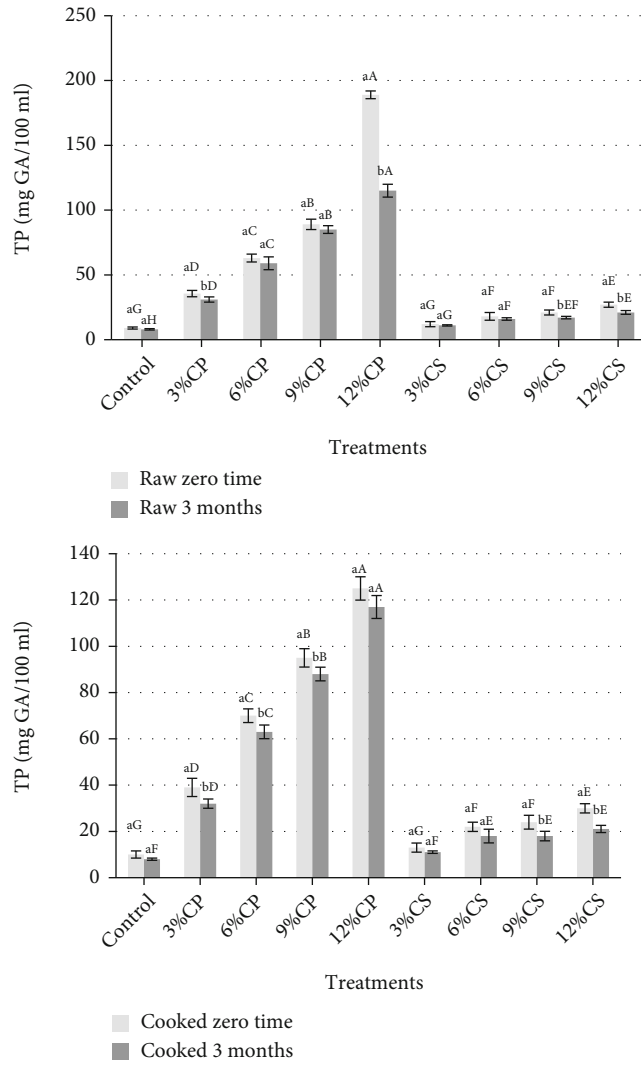 TP (mg GA/100 ml)
250
200
150
100
50
0
aG
aH
aD
bD
aC
aC
aB
aB
aA
bA
aG
aG
aF
aF
aF
bEF
aE
bE
Control
3%CP
6%CP
9%CP
12%CP
3%CS
6%CS
9%CS
12%CS
Treatments
Raw zero time
Raw 3 months
TP (mg GA/100 ml)
140
120
100
80
60
40
20
0
aG
aF
aD
bD
aC
bC
aB
bB
aA
aA
aG
aF
aF
aE
aF
bE
aE
bE
Control
3%CP
6%CP
9%CP
12%CP
3%CS
6%CS
9%CS
12%CS
Treatments
Cooked zero time
Cooked 3 months